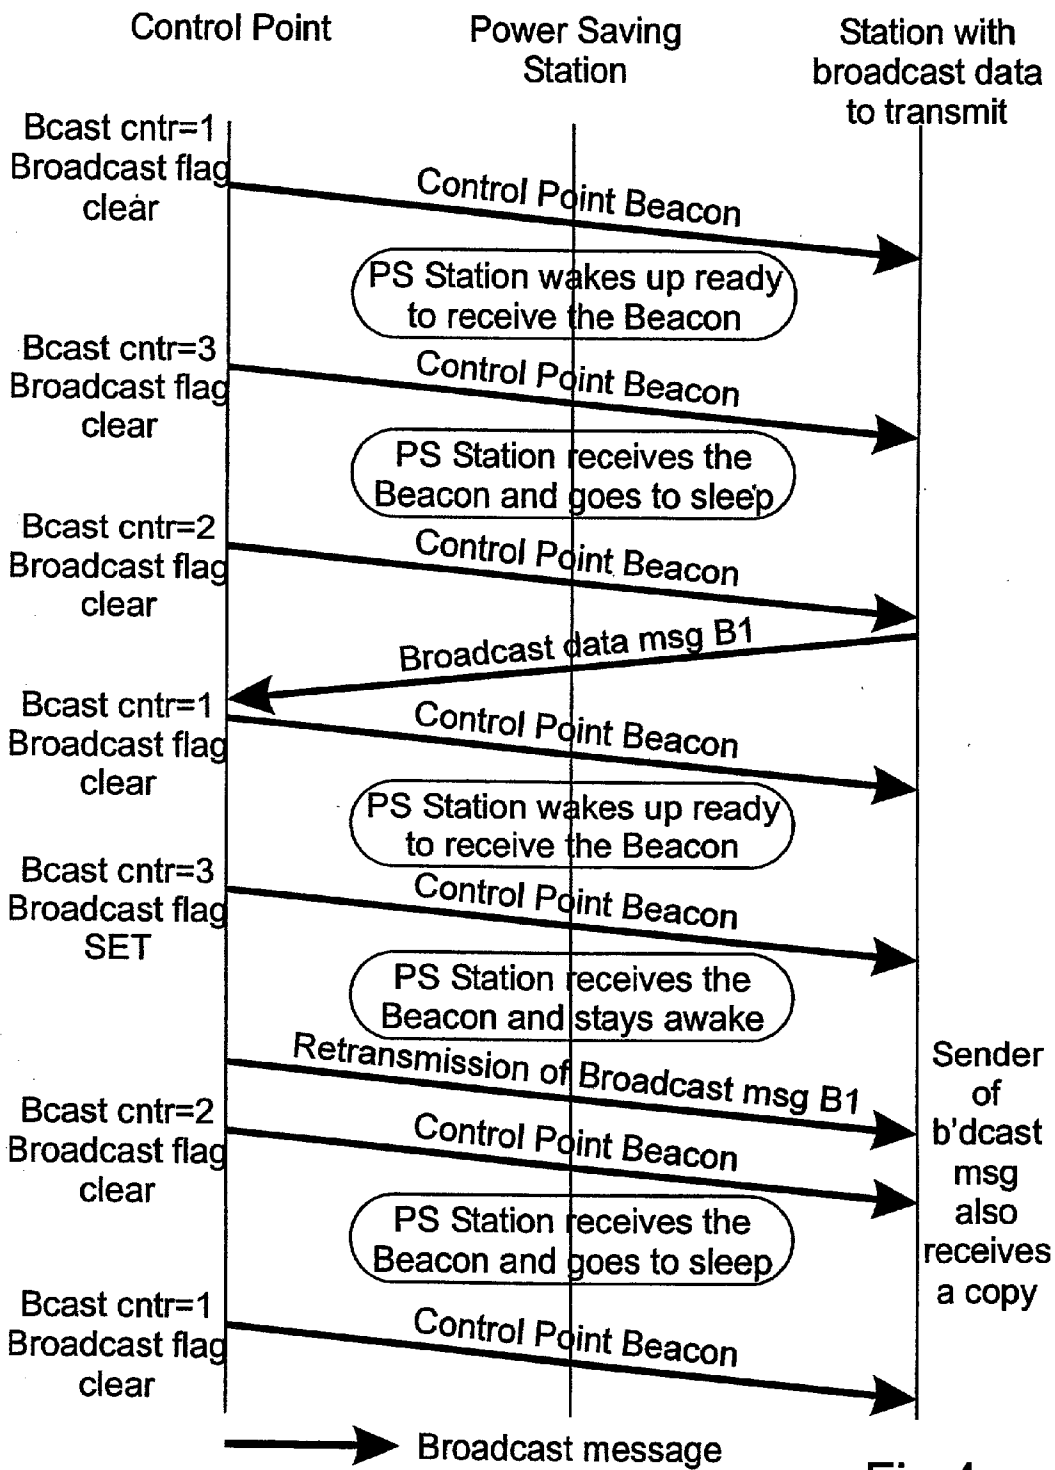 Control Point
Power Saving
Station
Station with
broadcast data
to transmit
Bcast cntr=1
Broadcast flag
clear
Control Point Beacon
PS Station wakes up ready
to receive the Beacon
Bcast cntr=3
Broadcast flag
clear
Control Point Beacon
PS Station receives the
Beacon and goes to sleep
Bcast cntr=2
Broadcast flag
clear
Control Point Beacon
Broadcast data msg B1
Bcast cntr=1
Broadcast flag
clear
Control Point Beacon
PS Station wakes up ready
to receive the Beacon
Bcast cntr=3
Broadcast flag
SET
Control Point Beacon
PS Station receives the
Beacon and stays awake
Retransmission of Broadcast msg B1
Sender
of
b'dcast
msg
also
receives
a copy
Bcast cntr=2
Broadcast flag
clear
Control Point Beacon
PS Station receives the
Beacon and goes to sleep
Bcast cntr=1
Broadcast flag
clear
Control Point Beacon
Broadcast message